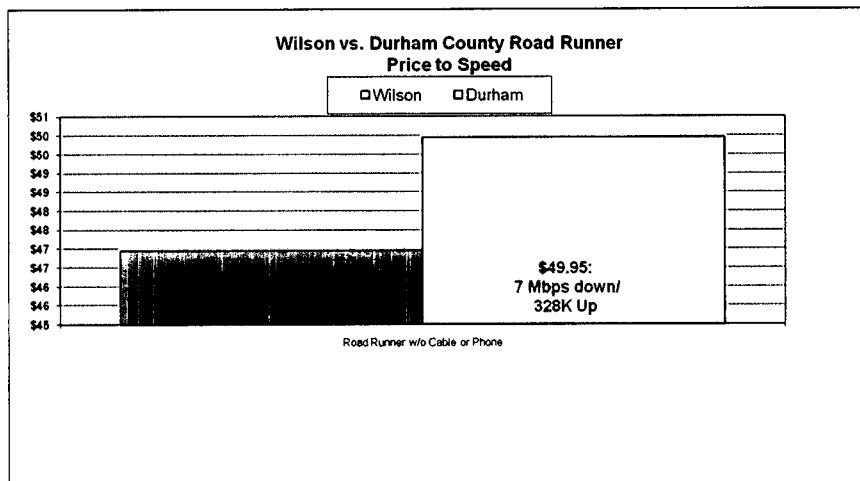 Wilson vs. Durham County Road Runner
Price to Speed
Wilson Durham
$51
$50
$50
$49
$49
$48
$48
$47
$47
$46
$46
$45
$49.95:
7 Mbps down/
328K Up
Road Runner w/o Cable or Phone